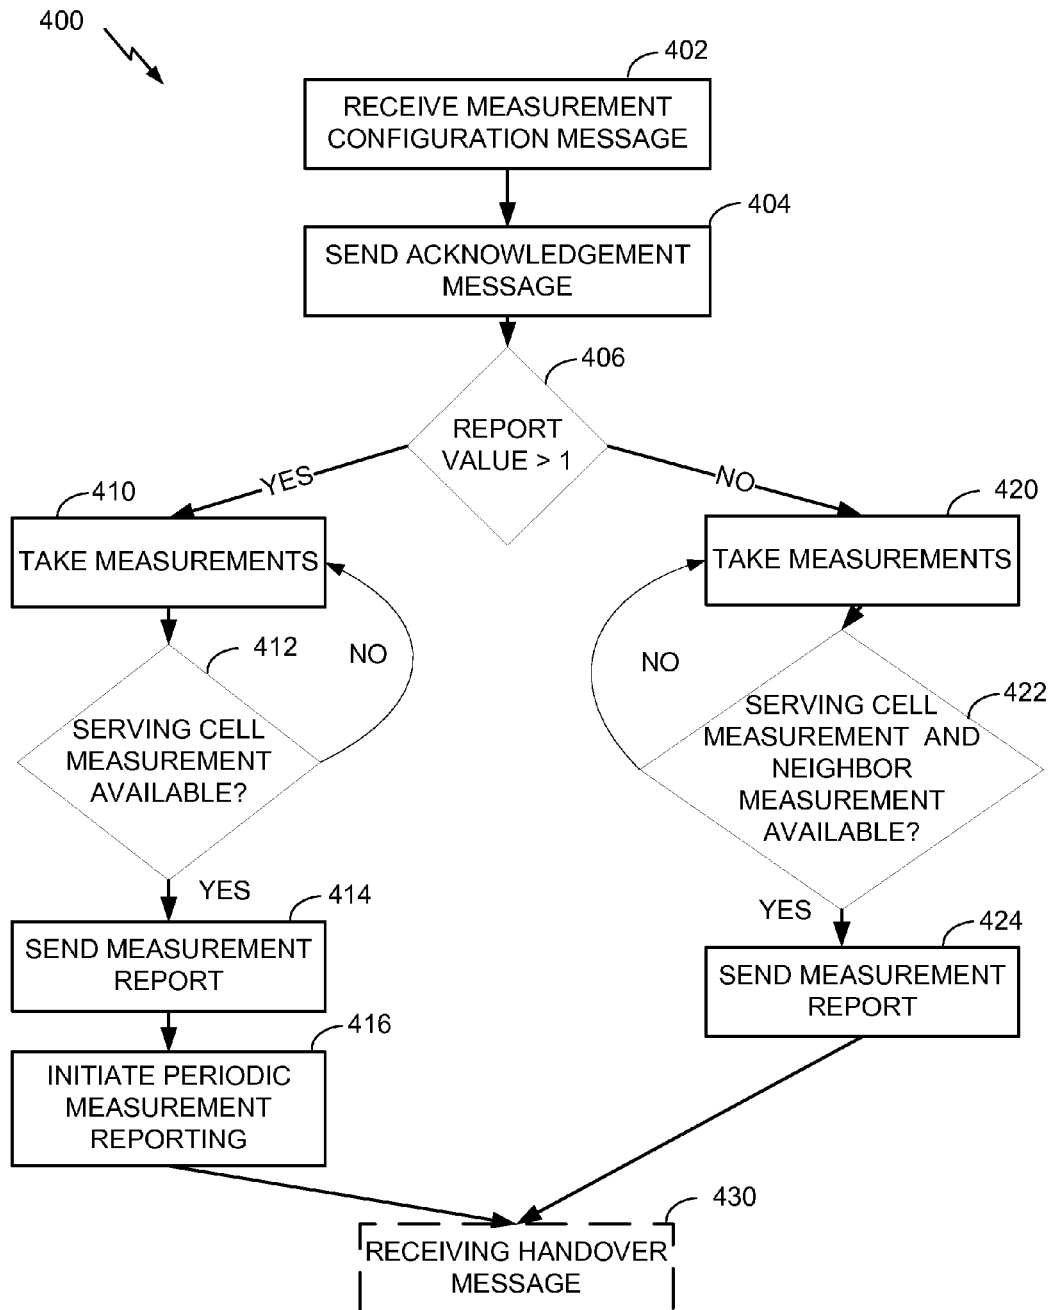 400
402
RECEIVE MEASUREMENT
CONFIGURATION MESSAGE
404
SEND ACKNOWLEDGEMENT
MESSAGE
406
REPORT
VALUE > 1
YES
NO
410
TAKE MEASUREMENTS
420
TAKE MEASUREMENTS
412
NO
SERVING CELL
MEASUREMENT
AVAILABLE?
NO
422
SERVING CELL
MEASUREMENT AND
NEIGHBOR
MEASUREMENT
AVAILABLE?
YES
414
SEND MEASUREMENT
REPORT
YES
424
SEND MEASUREMENT
REPORT
416
INITIATE PERIODIC
MEASUREMENT
REPORTING
430
RECEIVING HANDOVER
MESSAGE